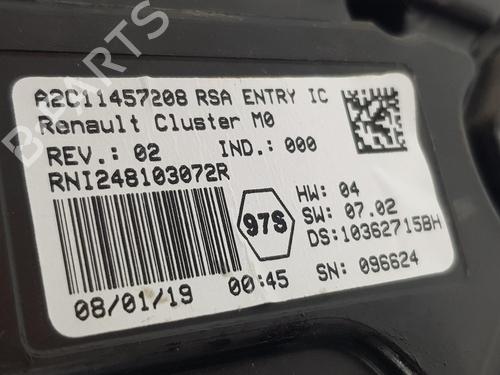 A2C11457208 RSA ENTRY IC
Renault Cluster M0
REV.: 02 IND.: 000
RNI248103072R
97S
HW: 04
SW: 07.02
DS:10362715BH
08/01/19 00:45 SN: 096624
B-PARTS